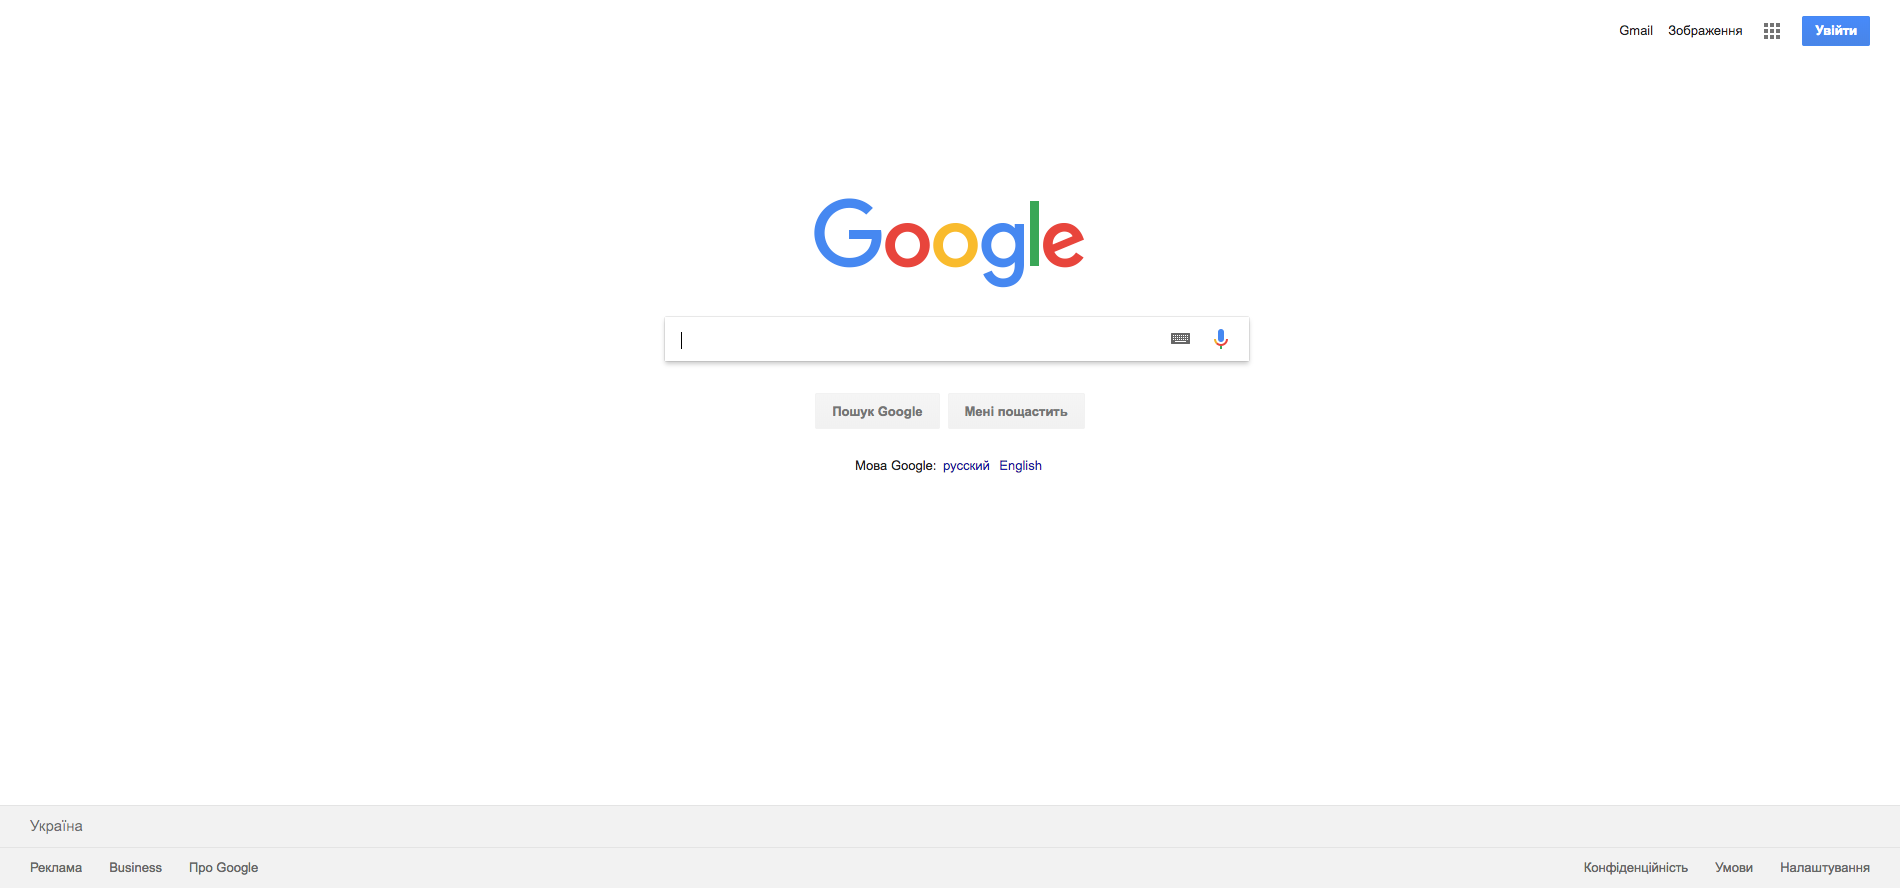 Gmail Зображення Увійти
Google
Пошук Google Мені пощастить
Мова Google: русский English
Україна
Реклама Business Про Google Конфіденційність Умови Налаштування